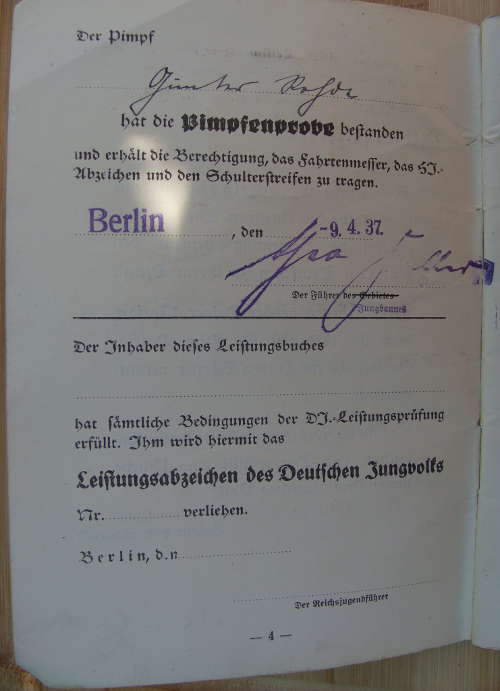 Der Pimpf
Günter Rohde
hat die Pimpfenprobe bestanden
und erhält die Berechtigung, das Fahrtenmesser, das HJ.-
Abzeichen und den Schulterstreifen zu tragen.
Berlin, den -9. 4. 37.
Der Führer des Gebietes
Jungbannes
Der Inhaber dieses Leistungsbuches
hat sämtliche Bedingungen der DJ.-Leistungsprüfung
erfüllt. Ihm wird hiermit das
Leistungsabzeichen des Deutschen Jungvolks
Nr. verliehen.
Berlin, d.n
Der Reichsjugendführer
— 4 —